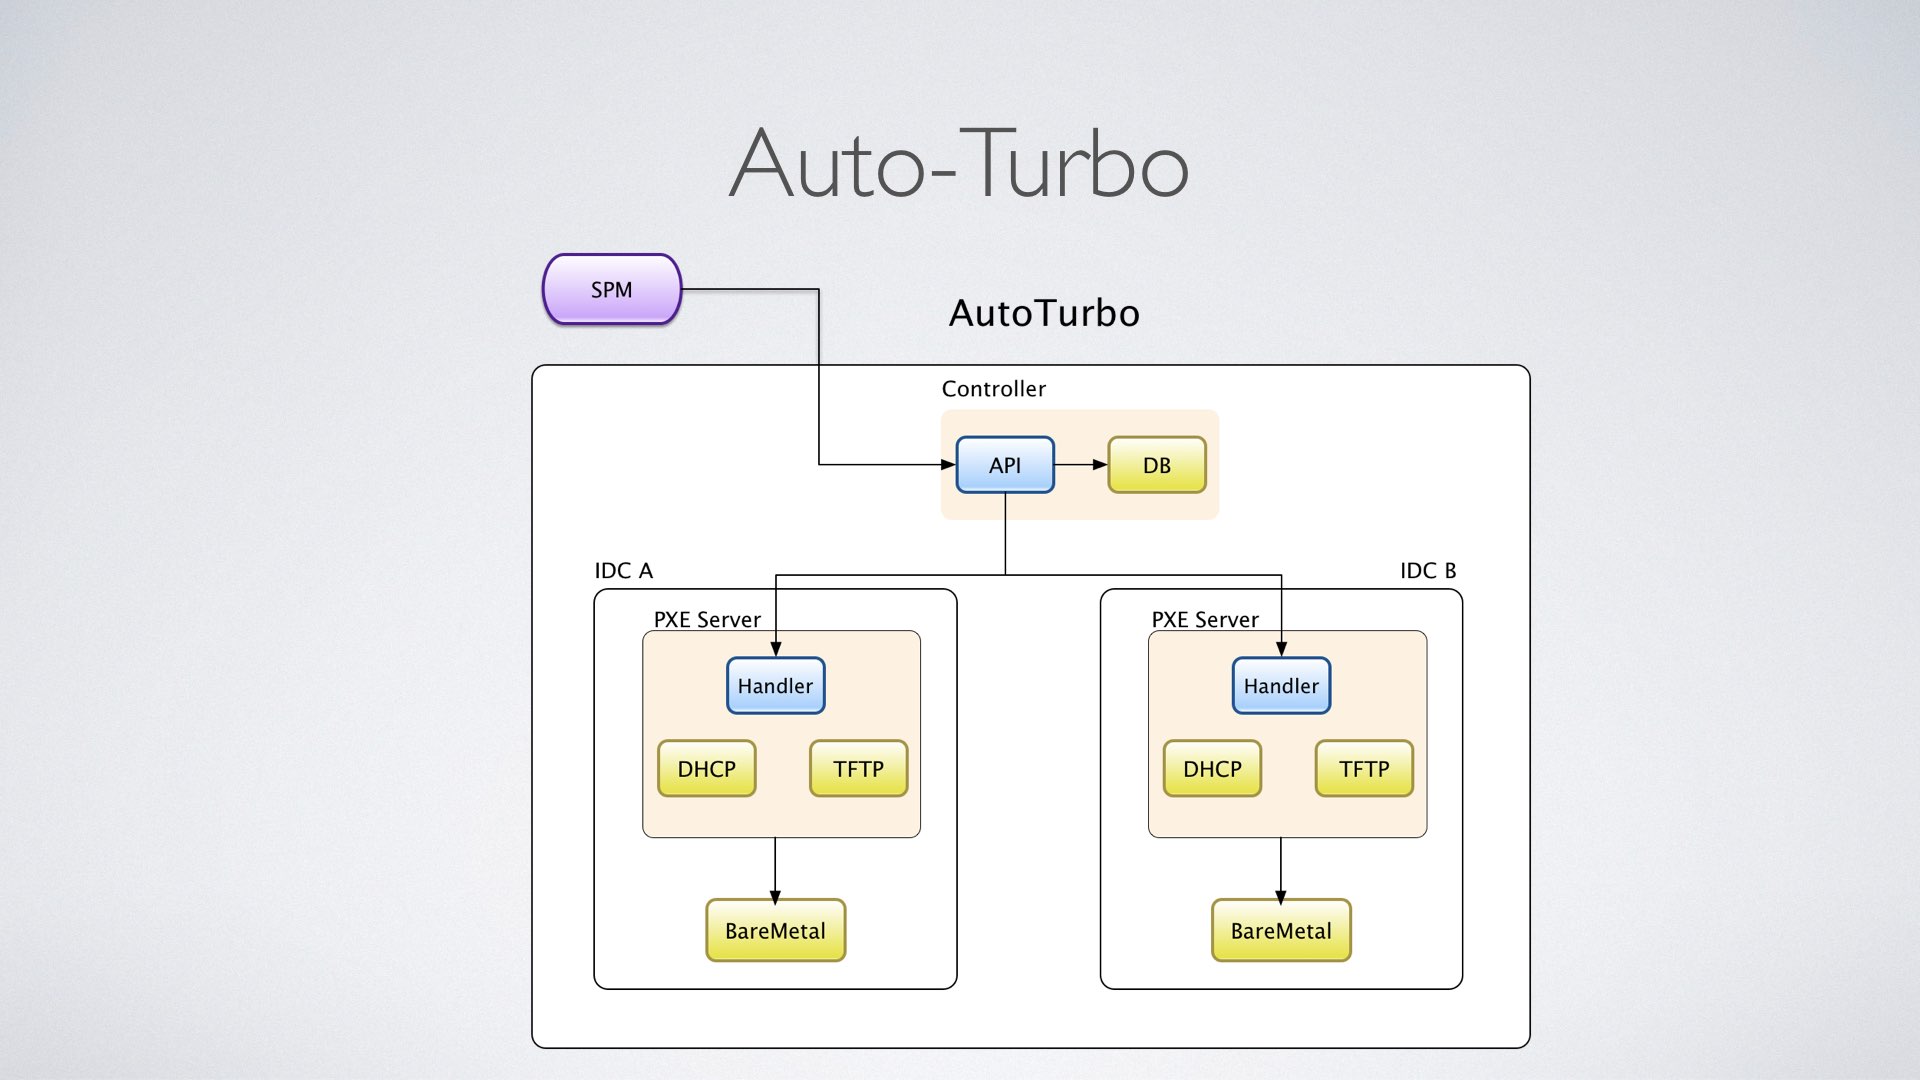 Auto-Turbo
SPM
AutoTurbo
Controller
API
DB
IDC A
IDC B
PXE Server
PXE Server
Handler
Handler
DHCP
TFTP
DHCP
TFTP
BareMetal
BareMetal